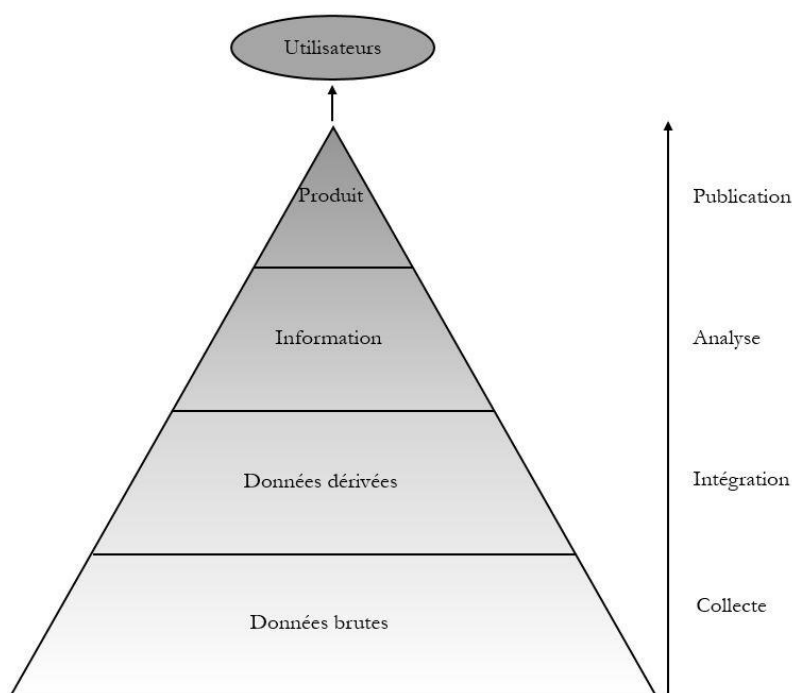 Utilisateurs
Produit
Publication
Information
Analyse
Données dérivées
Intégration
Données brutes
Collecte